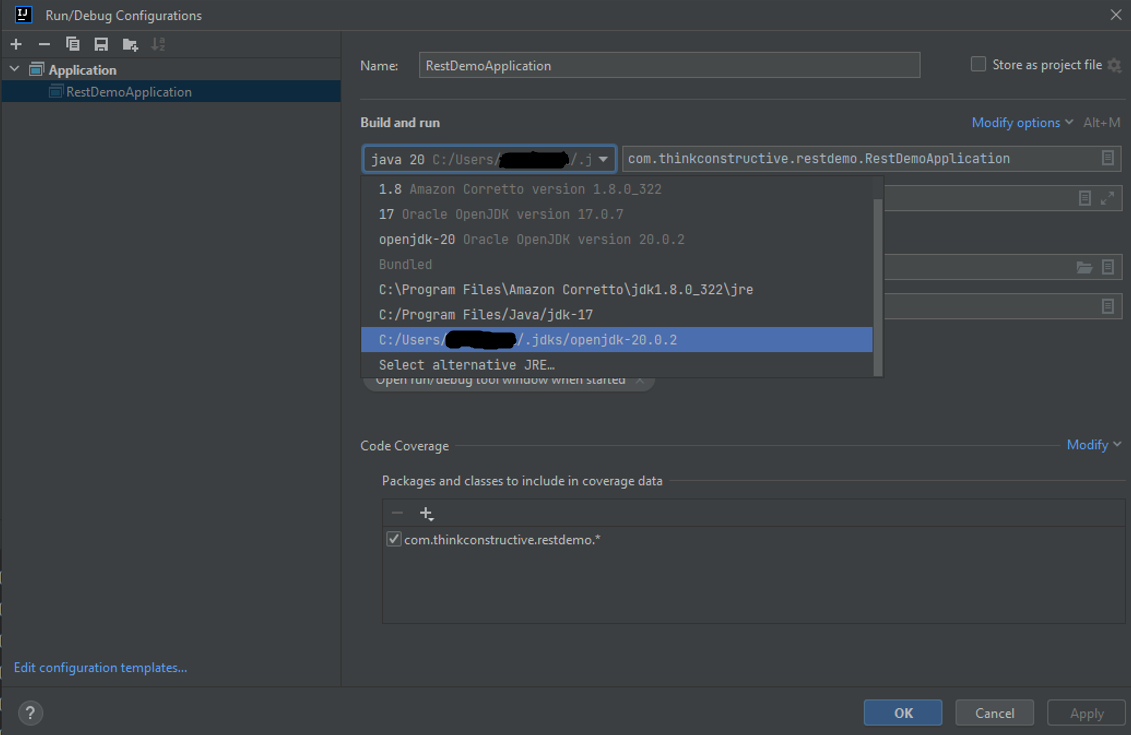 Run/Debug Configurations
Application
RestDemoApplication
Edit configuration templates...
Name: RestDemoApplication Store as project file
Build and run Modify options Alt+M
java 20 C:/Users/ /.j com.thinkconstructive.restdemo.RestDemoApplication
1.8 Amazon Corretto version 1.8.0_322
17 Oracle OpenJDK version 17.0.7
openjdk-20 Oracle OpenJDK version 20.0.2
Bundled
C:\Program Files\Amazon Corretto\jdk1.8.0_322\jre
C:/Program Files/Java/jdk-17
C:/Users/ /.jdks/openjdk-20.0.2
Select alternative JRE…
Open run/debug tool window when started ×
Code Coverage Modify
Packages and classes to include in coverage data
com.thinkconstructive.restdemo.*
? OK Cancel Apply